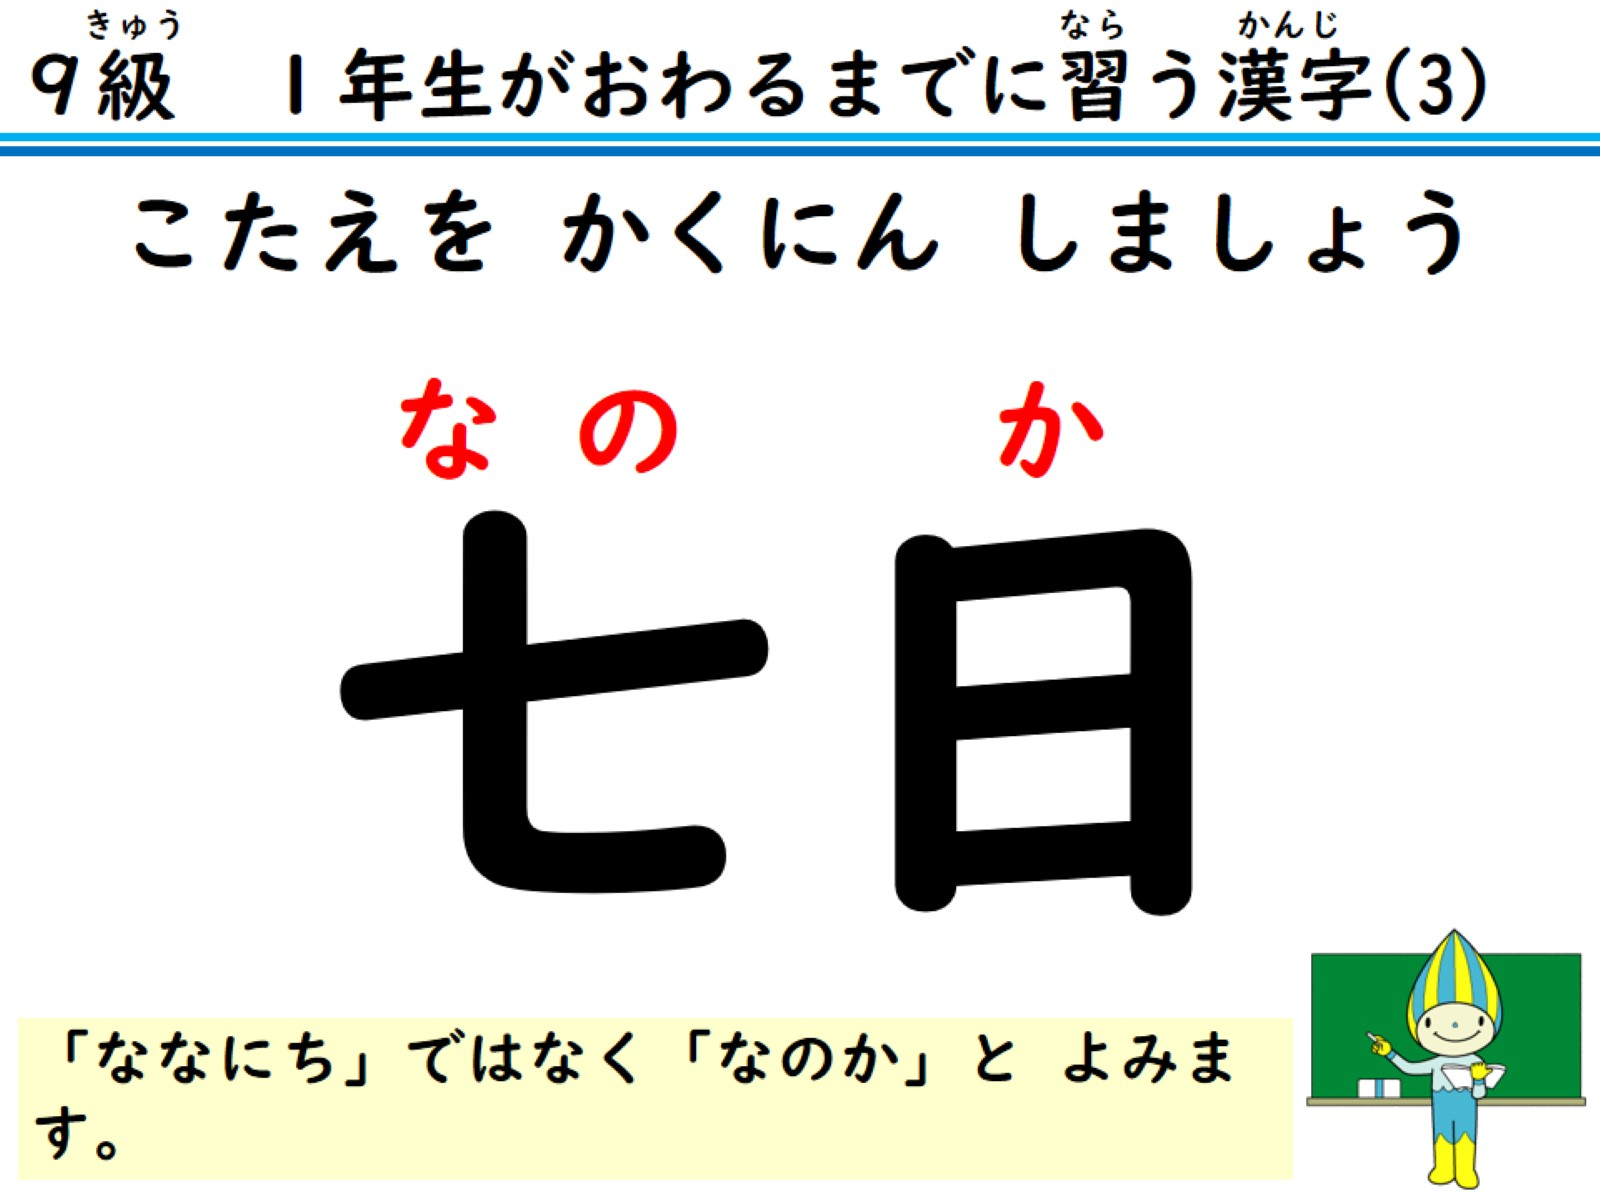 きゅう なら かんじ
9級 1年生がおわるまでに習う漢字(3)
こたえを かくにん しましょう
なの か
七日
「ななにち」ではなく「なのか」と よみま
す。